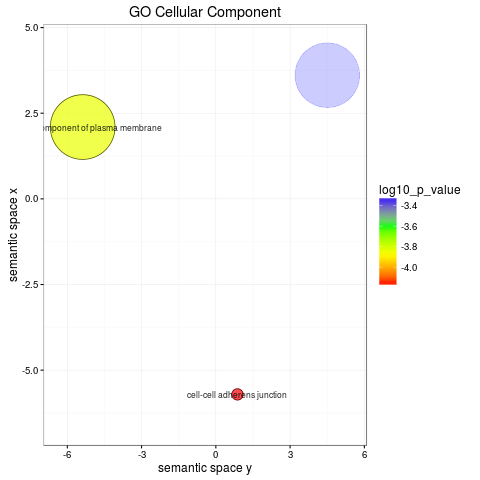 GO Cellular Component
5.0
2.5
0.0
-2.5
-5.0
semantic space x
component of plasma membrane
cell-cell adherens junction
-6
-3
0
3
6
semantic space y
log10_p_value
-3.4
-3.6
-3.8
-4.0